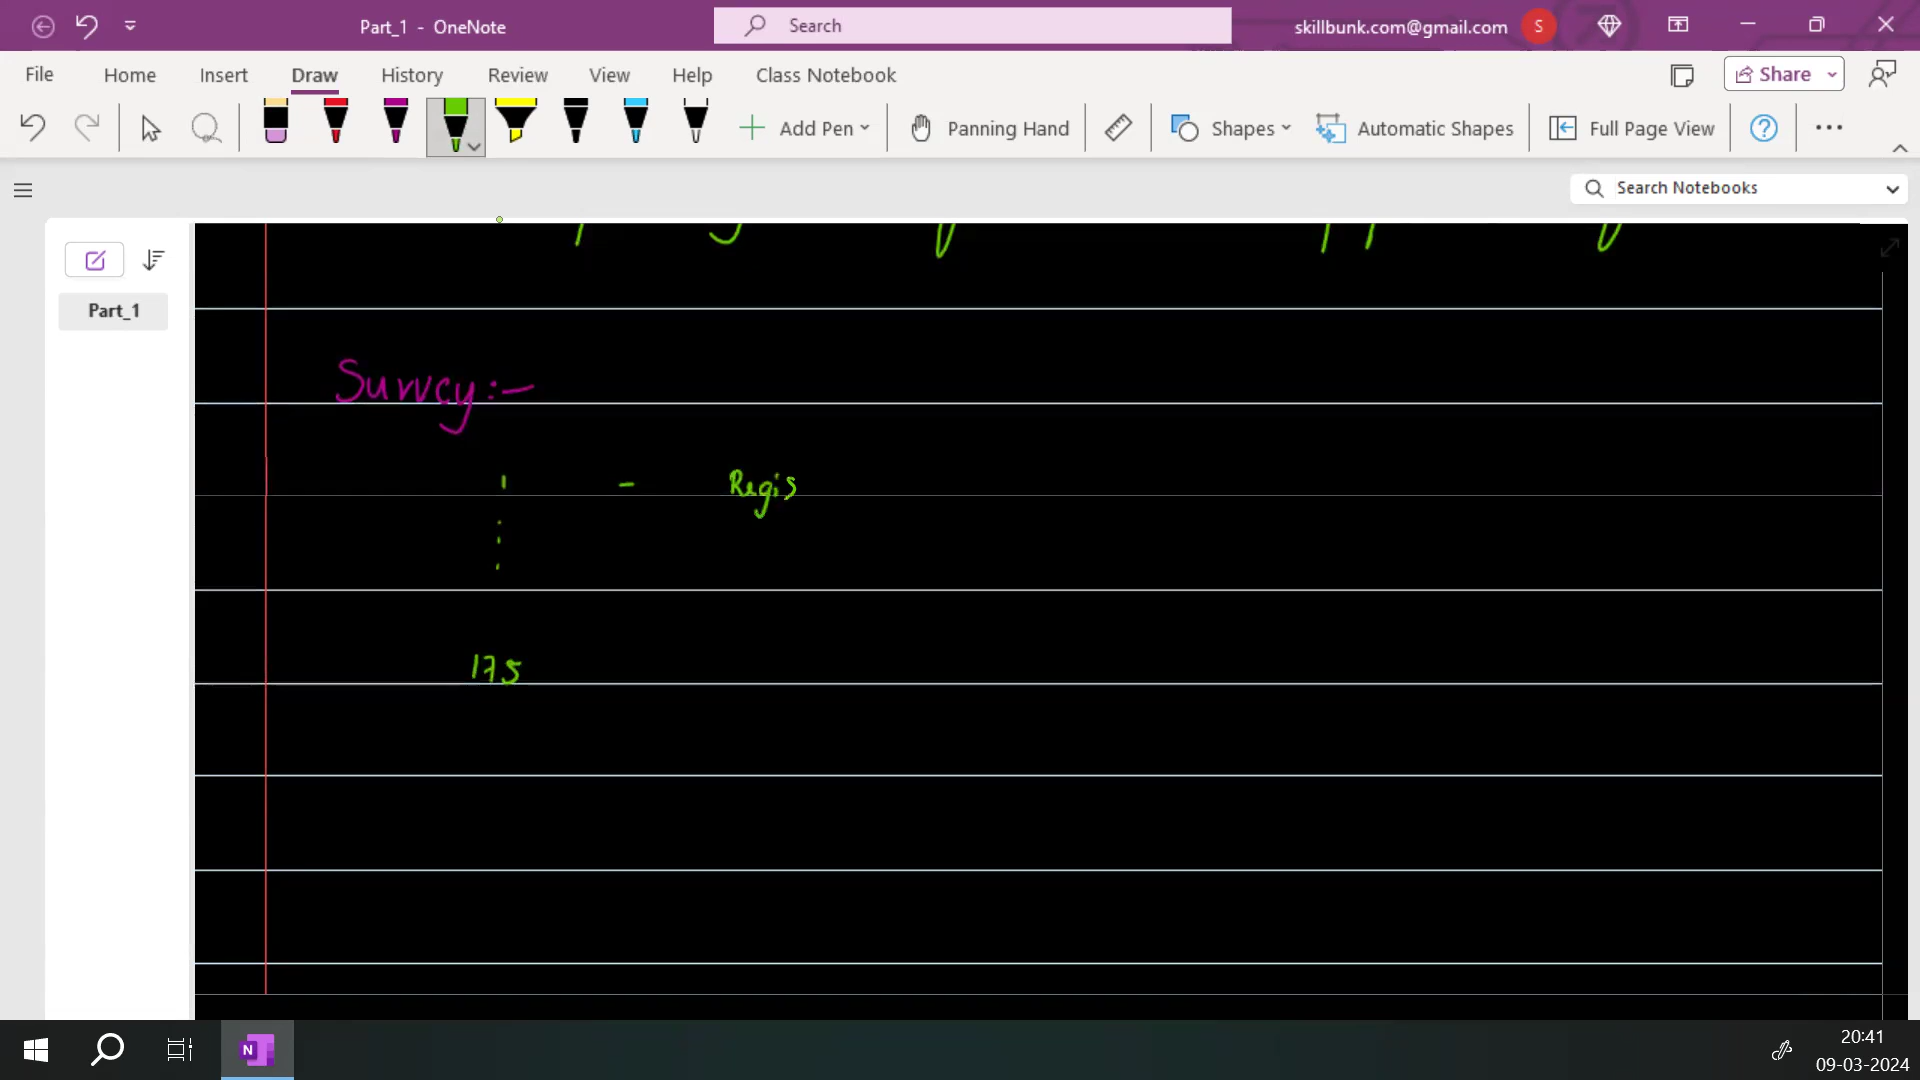 Part_1 - OneNote
Search
skillbunk.com@gmail.com
S
File Home Insert Draw History Review View Help Class Notebook
Share
Add Pen
Panning Hand
Shapes
Automatic Shapes
Full Page View
Search Notebooks
Part_1
Survey:-
1 - Regis
175
N
20:41
09-03-2024